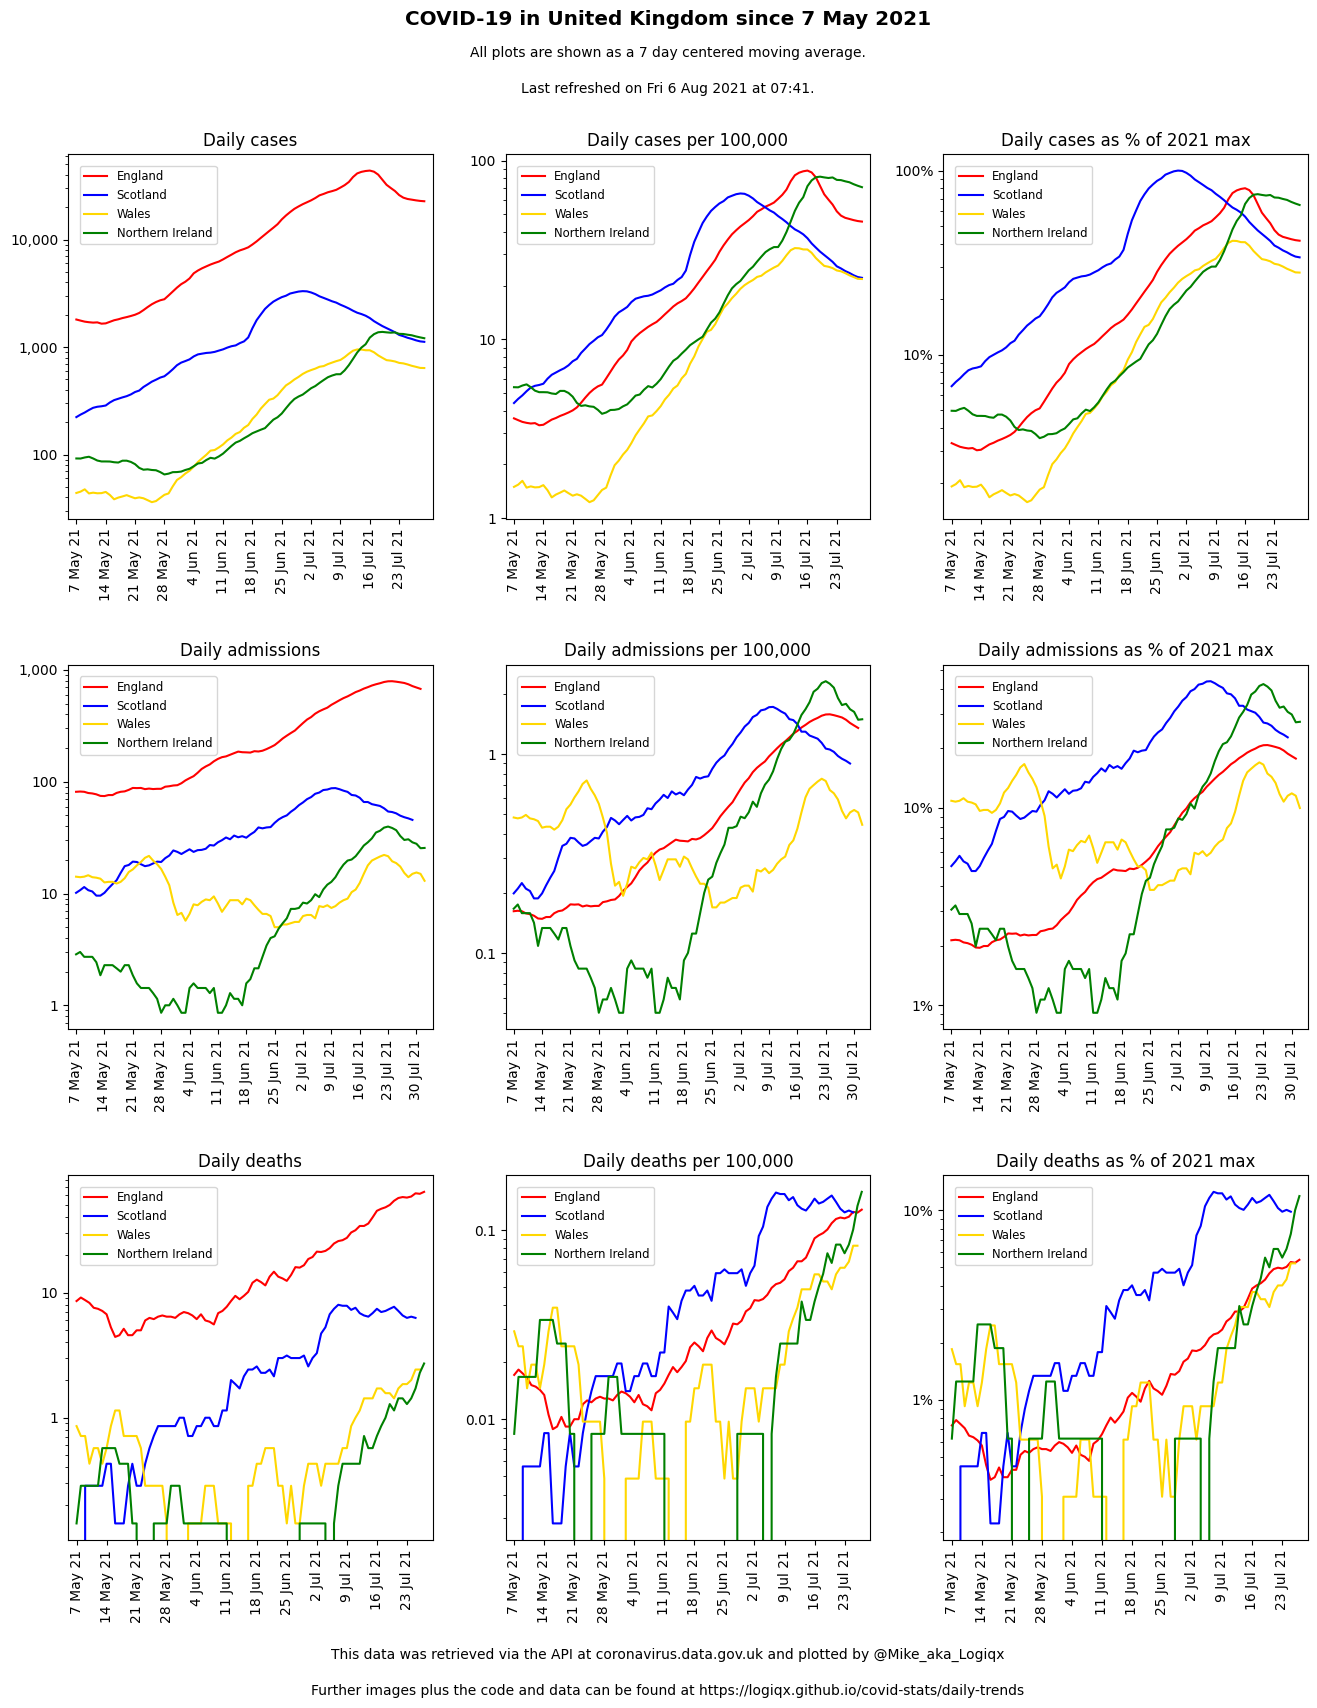 COVID-19 in United Kingdom since 7 May 2021
All plots are shown as a 7 day centered moving average.
Last refreshed on Fri 6 Aug 2021 at 07:41.
Daily cases
England
Scotland
Wales
Northern Ireland
10,000
1,000
100
7 May 21
14 May 21
21 May 21
28 May 21
4 Jun 21
11 Jun 21
18 Jun 21
25 Jun 21
2 Jul 21
9 Jul 21
16 Jul 21
23 Jul 21
Daily cases per 100,000
England
Scotland
Wales
Northern Ireland
100
10
1
7 May 21
14 May 21
21 May 21
28 May 21
4 Jun 21
11 Jun 21
18 Jun 21
25 Jun 21
2 Jul 21
9 Jul 21
16 Jul 21
23 Jul 21
Daily cases as % of 2021 max
England
Scotland
Wales
Northern Ireland
100%
10%
7 May 21
14 May 21
21 May 21
28 May 21
4 Jun 21
11 Jun 21
18 Jun 21
25 Jun 21
2 Jul 21
9 Jul 21
16 Jul 21
23 Jul 21
Daily admissions
England
Scotland
Wales
Northern Ireland
1,000
100
10
1
7 May 21
14 May 21
21 May 21
28 May 21
4 Jun 21
11 Jun 21
18 Jun 21
25 Jun 21
2 Jul 21
9 Jul 21
16 Jul 21
23 Jul 21
30 Jul 21
Daily admissions per 100,000
England
Scotland
Wales
Northern Ireland
1
0.1
7 May 21
14 May 21
21 May 21
28 May 21
4 Jun 21
11 Jun 21
18 Jun 21
25 Jun 21
2 Jul 21
9 Jul 21
16 Jul 21
23 Jul 21
30 Jul 21
Daily admissions as % of 2021 max
England
Scotland
Wales
Northern Ireland
10%
1%
7 May 21
14 May 21
21 May 21
28 May 21
4 Jun 21
11 Jun 21
18 Jun 21
25 Jun 21
2 Jul 21
9 Jul 21
16 Jul 21
23 Jul 21
30 Jul 21
Daily deaths
England
Scotland
Wales
Northern Ireland
10
1
7 May 21
14 May 21
21 May 21
28 May 21
4 Jun 21
11 Jun 21
18 Jun 21
25 Jun 21
2 Jul 21
9 Jul 21
16 Jul 21
23 Jul 21
Daily deaths per 100,000
England
Scotland
Wales
Northern Ireland
0.1
0.01
7 May 21
14 May 21
21 May 21
28 May 21
4 Jun 21
11 Jun 21
18 Jun 21
25 Jun 21
2 Jul 21
9 Jul 21
16 Jul 21
23 Jul 21
Daily deaths as % of 2021 max
England
Scotland
Wales
Northern Ireland
10%
1%
7 May 21
14 May 21
21 May 21
28 May 21
4 Jun 21
11 Jun 21
18 Jun 21
25 Jun 21
2 Jul 21
9 Jul 21
16 Jul 21
23 Jul 21
This data was retrieved via the API at coronavirus.data.gov.uk and plotted by @Mike_aka_Logiqx
Further images plus the code and data can be found at https://logiqx.github.io/covid-stats/daily-trends